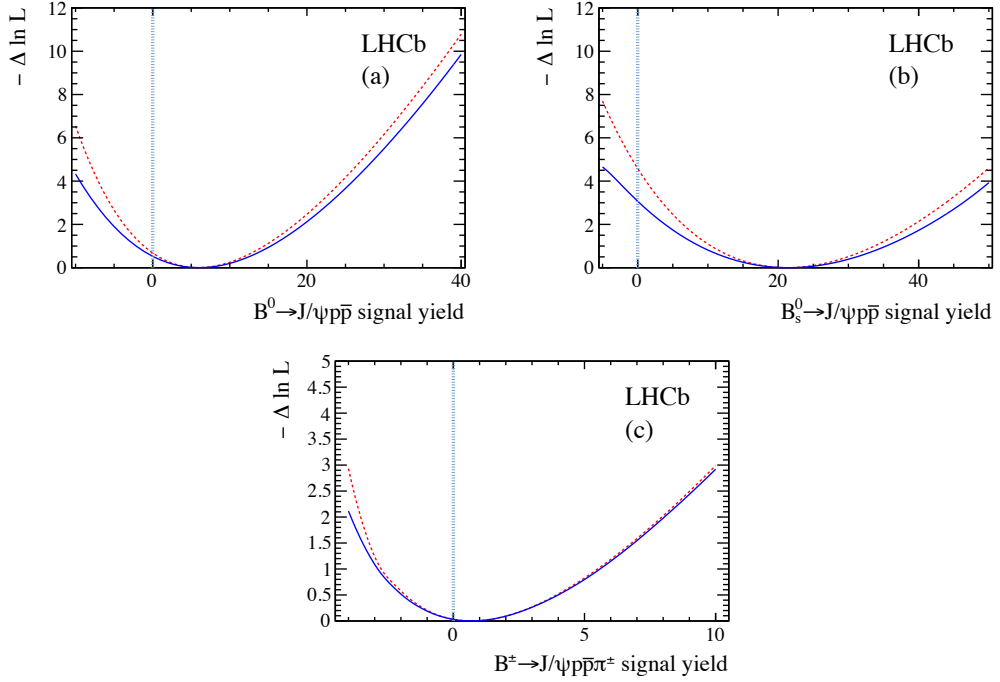 12
10
8
6
4
2
0
− Δ ln L
LHCb
(a)
0
20
40
B⁰→J/ψpp̅ signal yield
12
10
8
6
4
2
0
− Δ ln L
LHCb
(b)
0
20
40
B⁰ₛ→J/ψpp̅ signal yield
5
4.5
4
3.5
3
2.5
2
1.5
1
0.5
0
− Δ ln L
LHCb
(c)
0
5
10
B±→J/ψpp̅π± signal yield